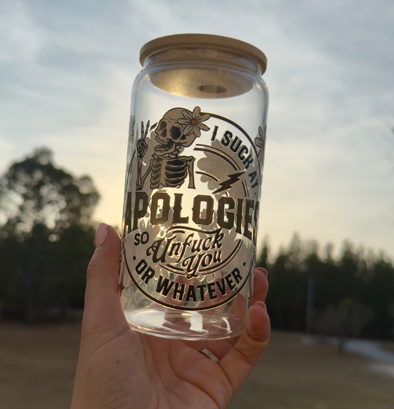 I SUCK AT
APOLOGIES
SO Unfuck
You
OR WHATEVER